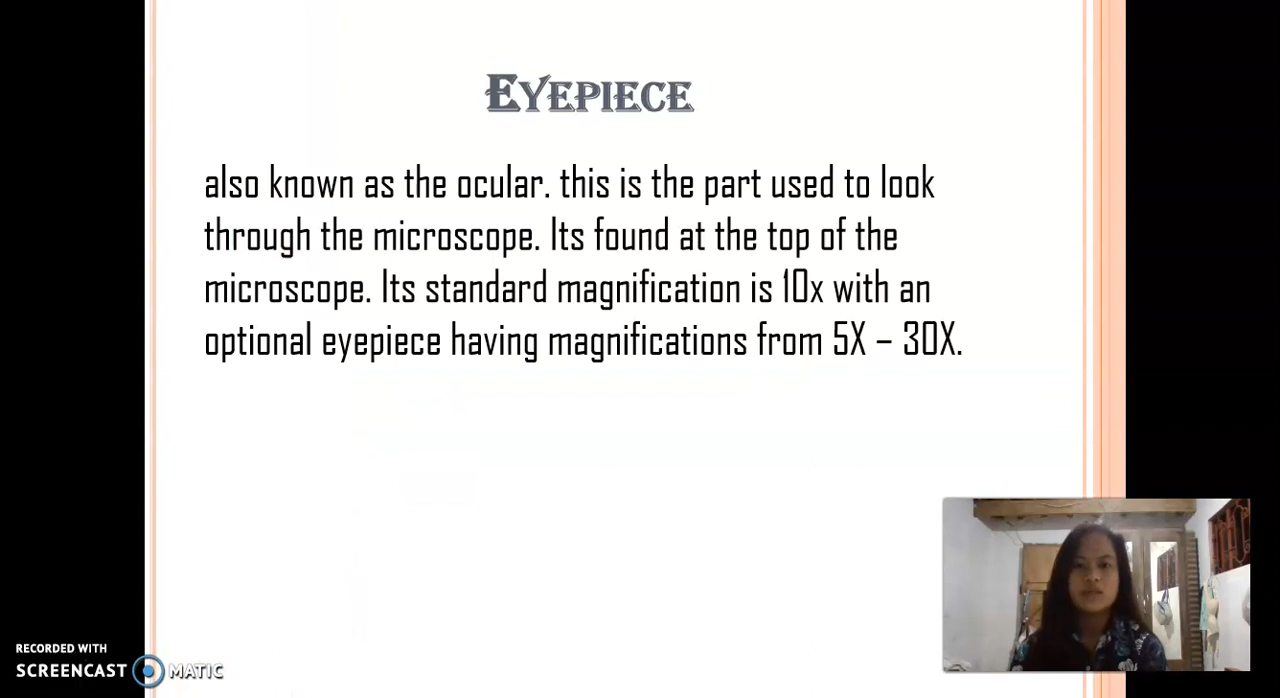 EYEPIECE
also known as the ocular. this is the part used to look
through the microscope. Its found at the top of the
microscope. Its standard magnification is 10x with an
optional eyepiece having magnifications from 5X – 30X.
RECORDED WITH
SCREENCAST MATIC